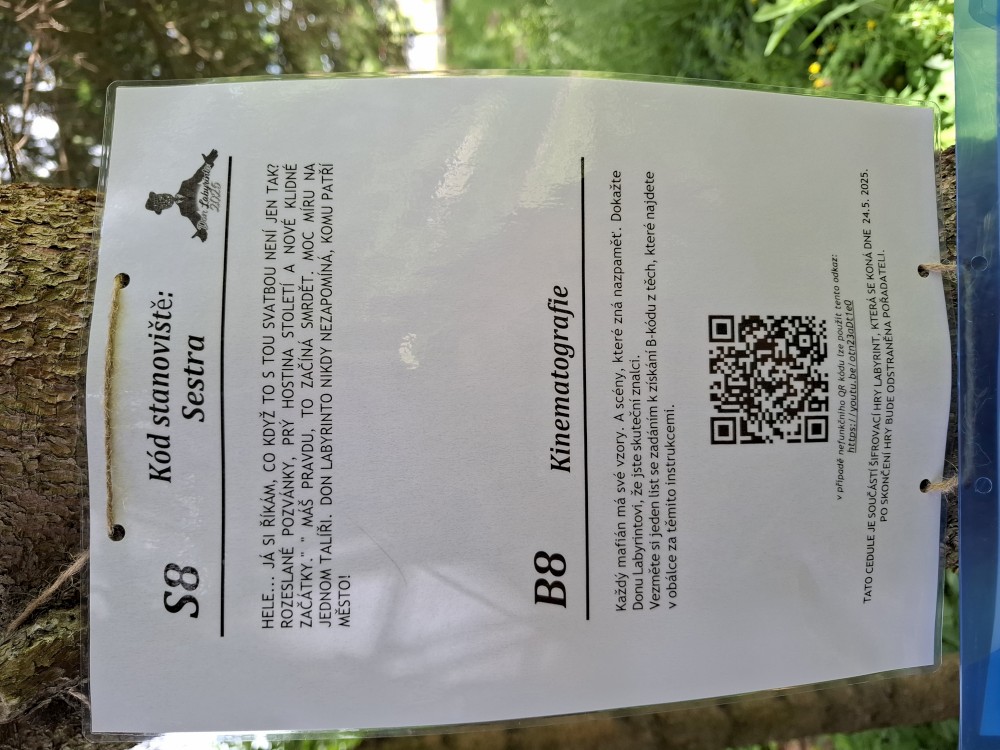 Don Labyrinto
2025
S8
Kód stanoviště:
Sestra
HELE... JÁ SI ŘÍKÁM, CO KDYŽ TO S TOU SVATBOU NENÍ JEN TAK?
ROZESLANÉ POZVÁNKY, PRÝ HOSTINA STOLETÍ A NOVÉ KLIDNÉ
ZAČÁTKY." " MÁŠ PRAVDU, TO ZAČÍNÁ SMRDĚT. MOC MÍRU NA
JEDNOM TALÍŘI. DON LABYRINTO NIKDY NEZAPOMÍNÁ, KOMU PATŘÍ
MĚSTO!
B8
Kinematografie
Každý mafián má své vzory. A scény, které zná nazpaměť. Dokažte
Donu Labyrintovi, že jste skuteční znalci.
Vezměte si jeden list se zadáním k získání B-kódu z těch, které najdete
v obálce za těmito instrukcemi.
v případě nefunkčního QR kódu lze použít tento odkaz:
https://youtu.be/otn23aDt1e0
TATO CEDULE JE SOUČÁSTÍ ŠIFROVACÍ HRY LABYRINT, KTERÁ SE KONÁ DNE 24.5. 2025.
PO SKONČENÍ HRY BUDE ODSTRANĚNA POŘADATELI.